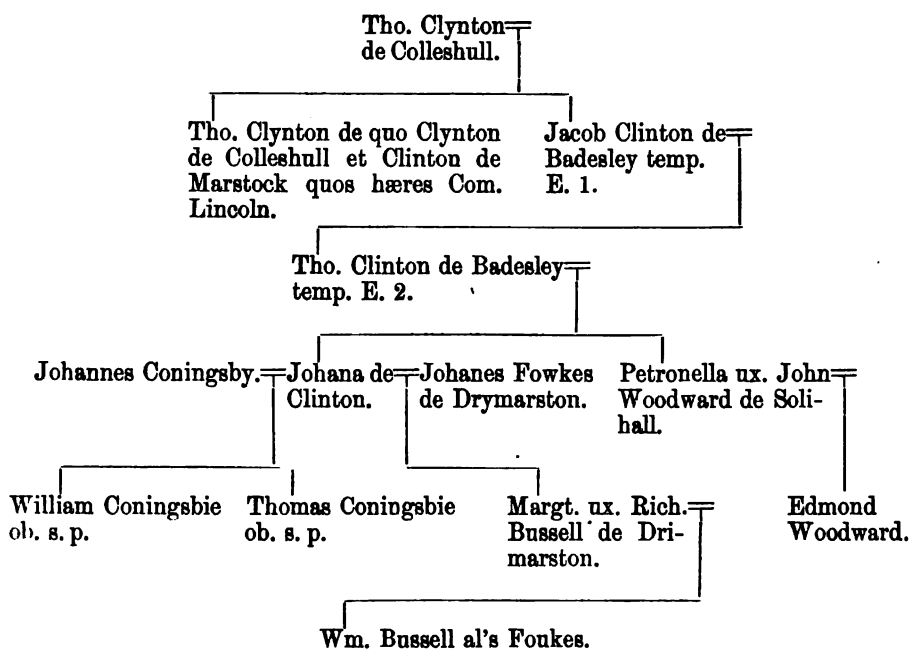 Tho. Clynton
de Colleshull.
Tho. Clynton de quo Clynton
de Colleshull et Clinton de
Marstock quos hæres Com.
Lincoln.
Jacob Clinton de
Badesley temp.
E. 1.
Tho. Clinton de Badesley
temp. E. 2.
Johannes Coningsby.
Johana de
Clinton.
Johanes Fowkes
de Drymarston.
Petronella ux. John
Woodward de Soli-
hall.
William Coningsbie
ob. s. p.
Thomas Coningsbie
ob. s. p.
Margt. ux. Rich.
Bussell de Dri-
marston.
Edmond
Woodward.
Wm. Bussell al's Foukes.